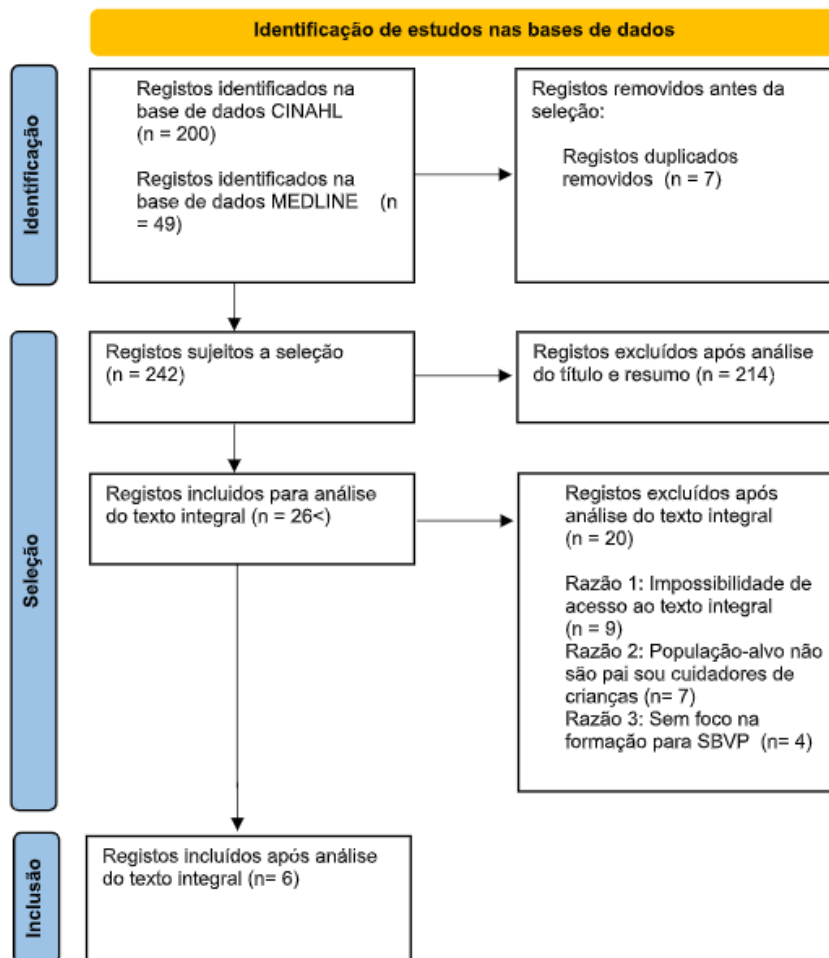 Identificação de estudos nas bases de dados
Identificação
Registos identificados na
base de dados CINAHL
(n = 200)
Registos identificados na
base de dados MEDLINE (n
= 49)
Registos removidos antes da
seleção:
Registos duplicados
removidos (n = 7)
Seleção
Registos sujeitos a seleção
(n = 242)
Registos excluídos após análise
do título e resumo (n = 214)
Registos incluidos para análise
do texto integral (n = 26<)
Registos excluídos após
análise do texto integral
(n = 20)
Razão 1: Impossibilidade de
acesso ao texto integral
(n = 9)
Razão 2: População-alvo não
são pai sou cuidadores de
crianças (n= 7)
Razão 3: Sem foco na
formação para SBVP (n= 4)
Inclusão
Registos incluídos após análise
do texto integral (n= 6)